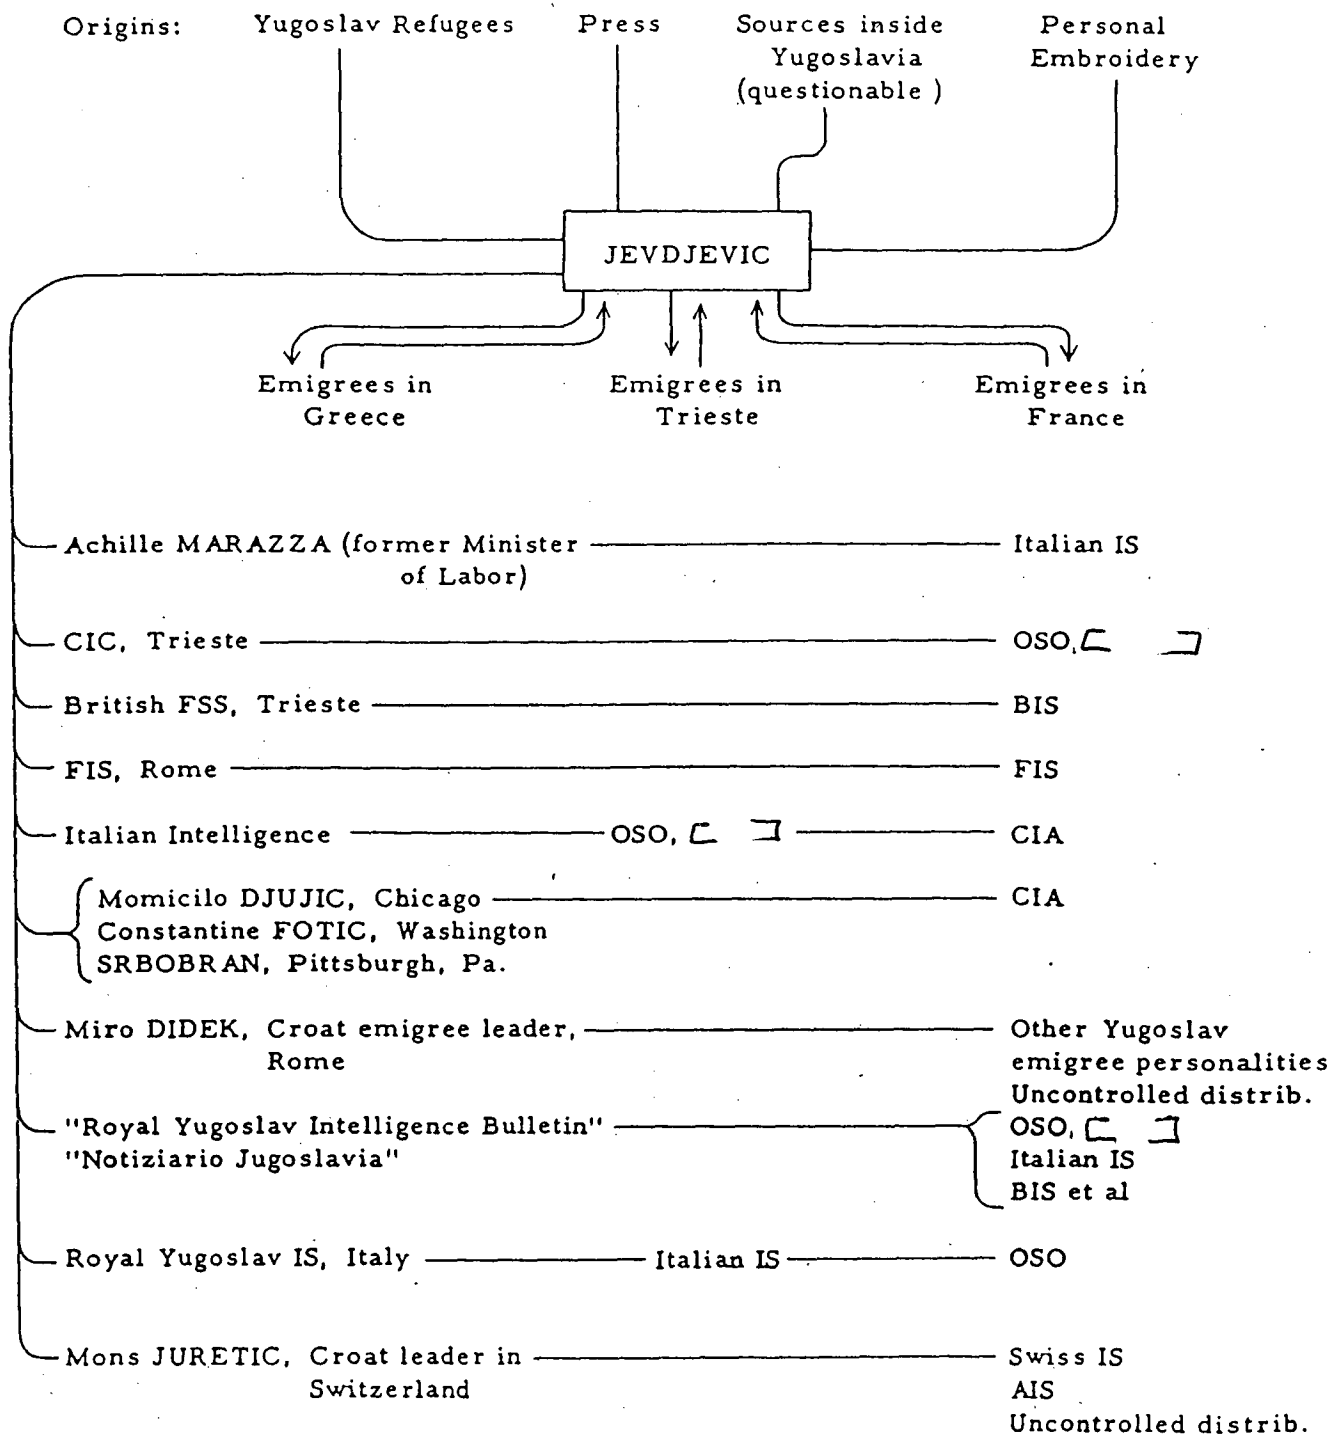 Origins: Yugoslav Refugees Press Sources inside Personal
Yugoslavia Embroidery
(questionable )
JEVDJEVIC
Emigrees in Emigrees in Emigrees in
Greece Trieste France
Achille MARAZZA (former Minister Italian IS
of Labor)
CIC, Trieste OSO, [ ]
British FSS, Trieste BIS
FIS, Rome FIS
Italian Intelligence OSO, [ ] CIA
Momicilo DJUJIC, Chicago CIA
Constantine FOTIC, Washington
SRBOBRAN, Pittsburgh, Pa.
Miro DIDEK, Croat emigree leader, Other Yugoslav
Rome emigree personalities
Uncontrolled distrib.
"Royal Yugoslav Intelligence Bulletin" OSO, [ ]
"Notiziario Jugoslavia" Italian IS
BIS et al
Royal Yugoslav IS, Italy Italian IS OSO
Mons JURETIC, Croat leader in Swiss IS
Switzerland AIS
Uncontrolled distrib.